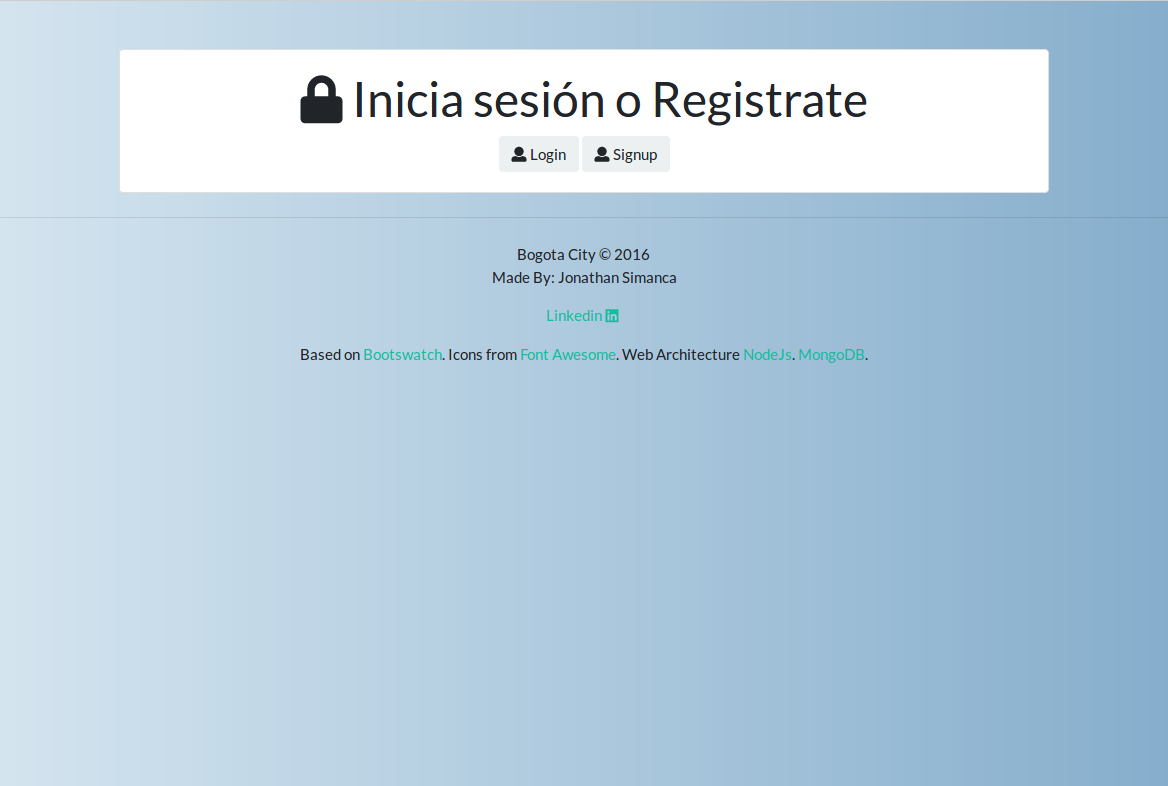 Inicia sesión o Registrate
Login Signup
Bogota City © 2016
Made By: Jonathan Simanca
Linkedin
Based on Bootswatch. Icons from Font Awesome. Web Architecture NodeJs. MongoDB.